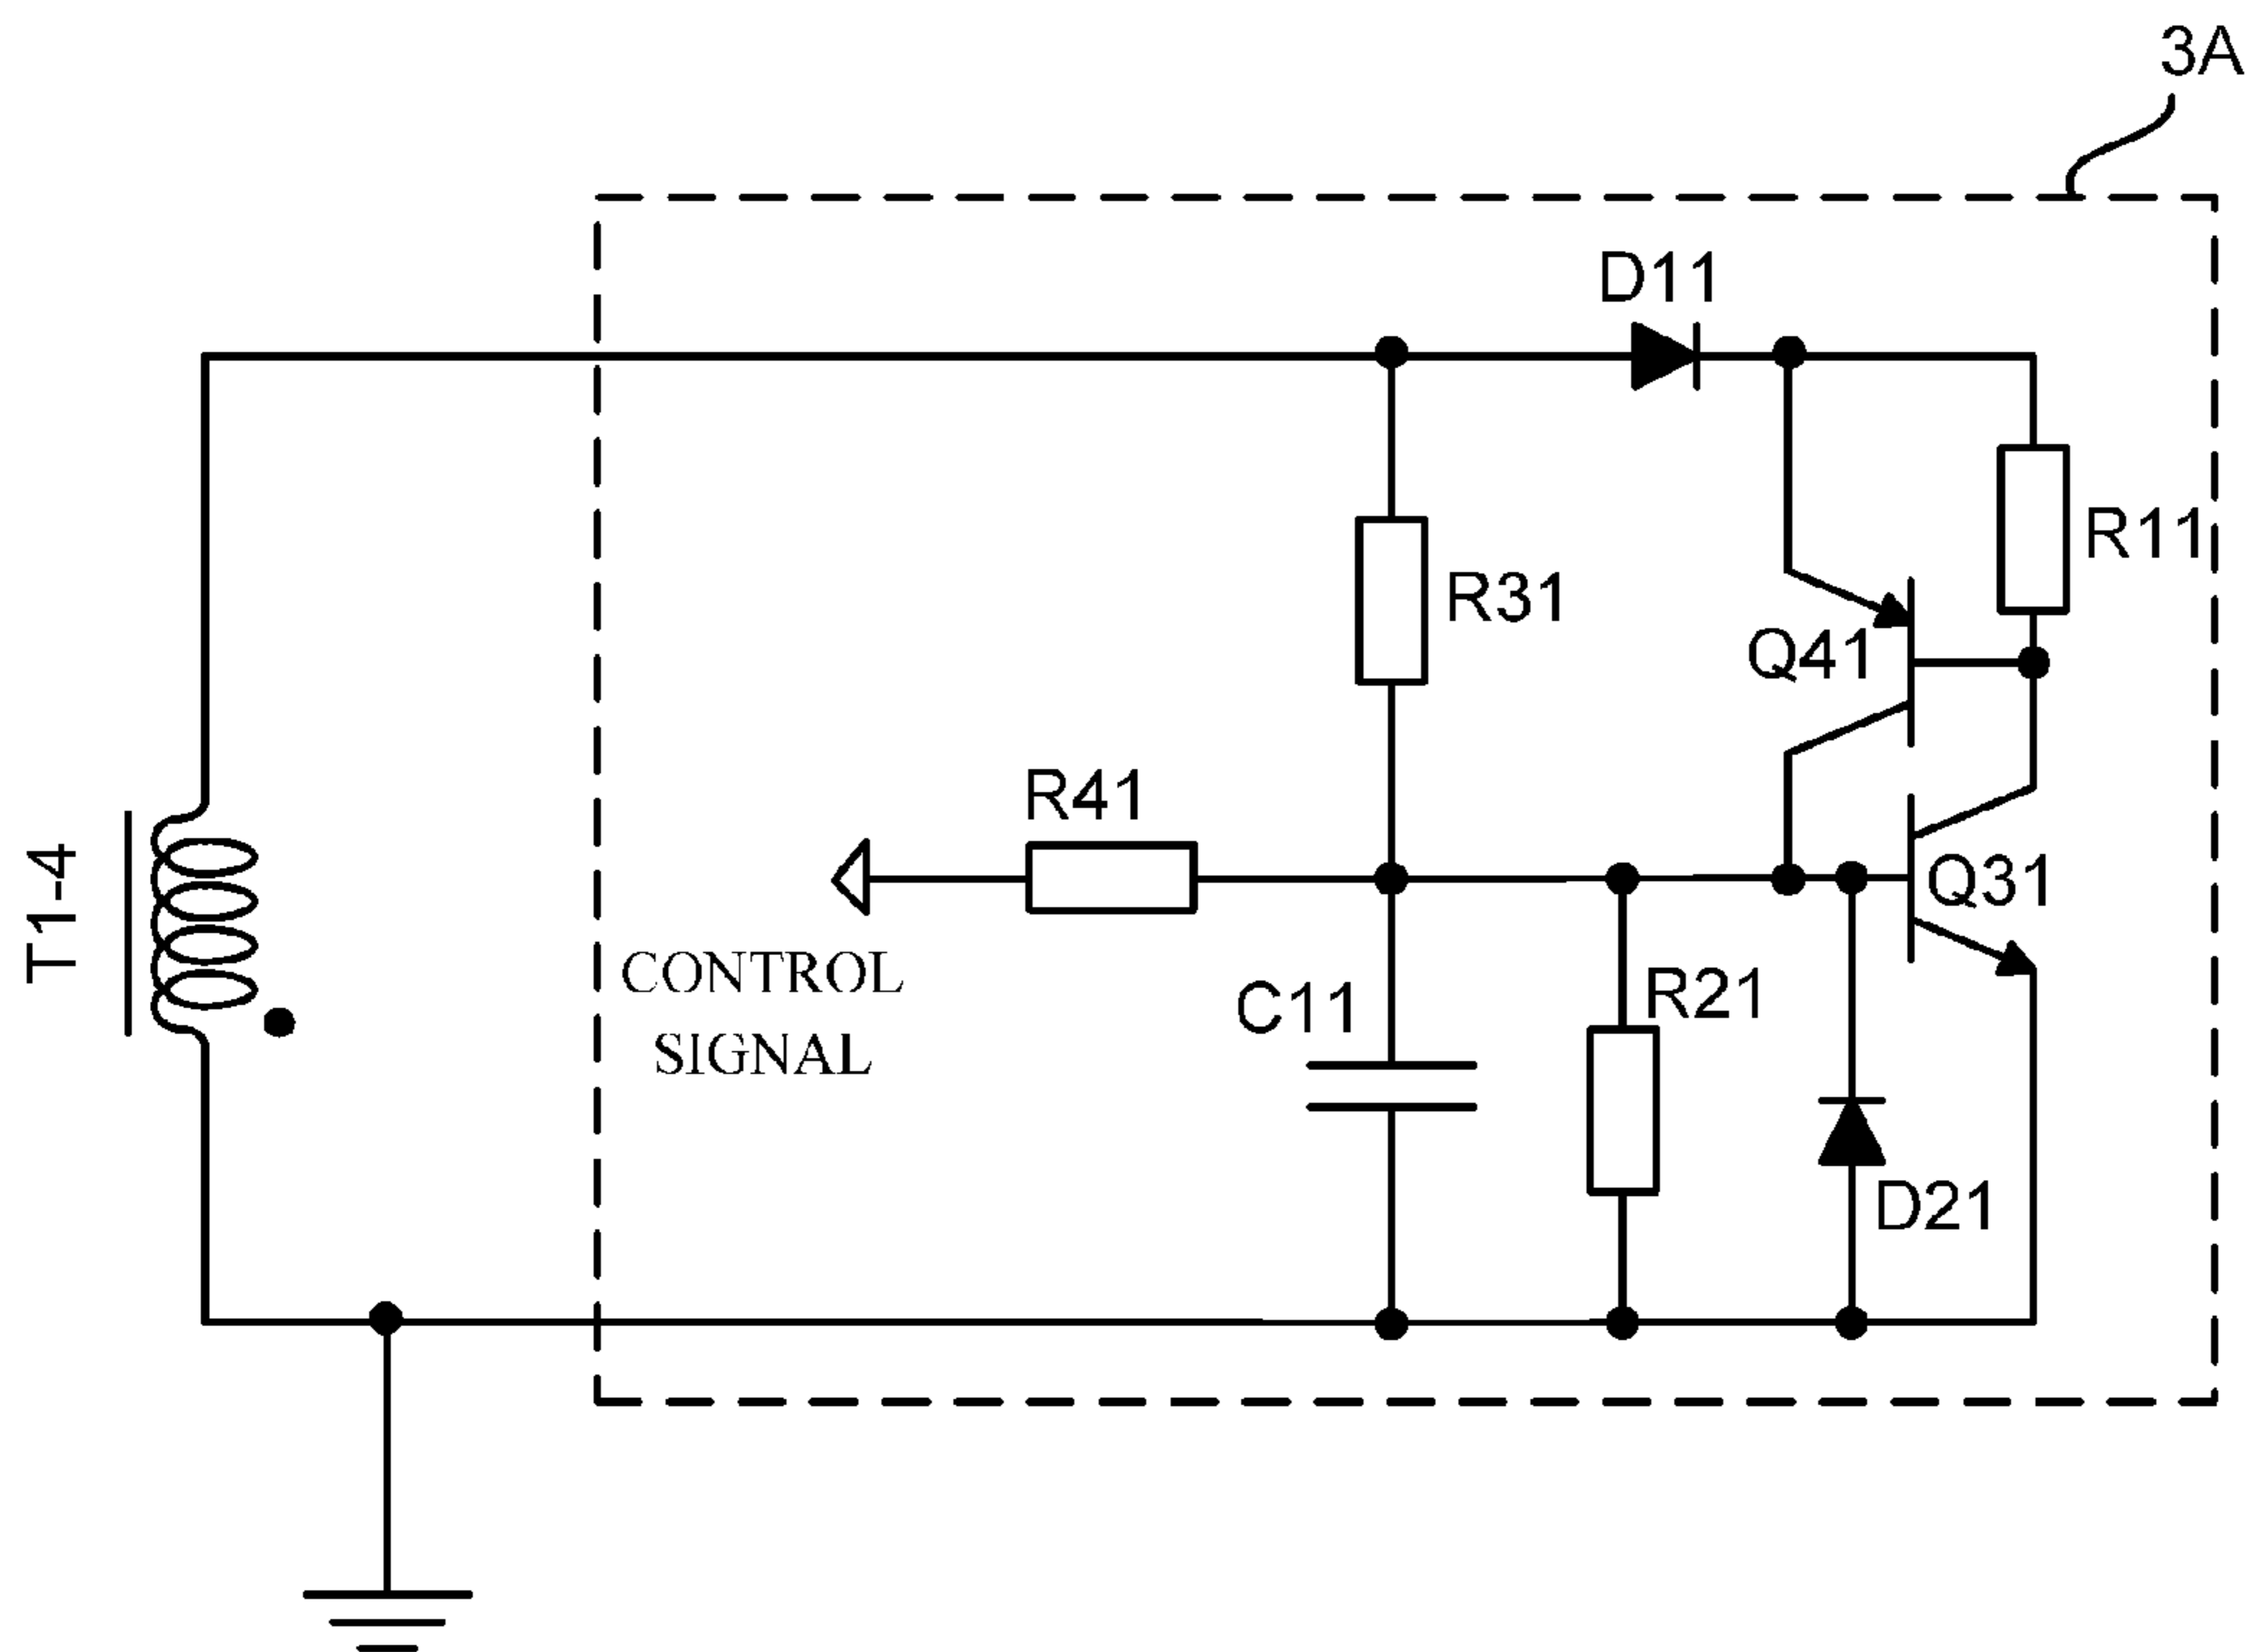 3A
D11
R11
R31
Q41
R41
Q31
CONTROL
SIGNAL
C11
R21
D21
T1-4